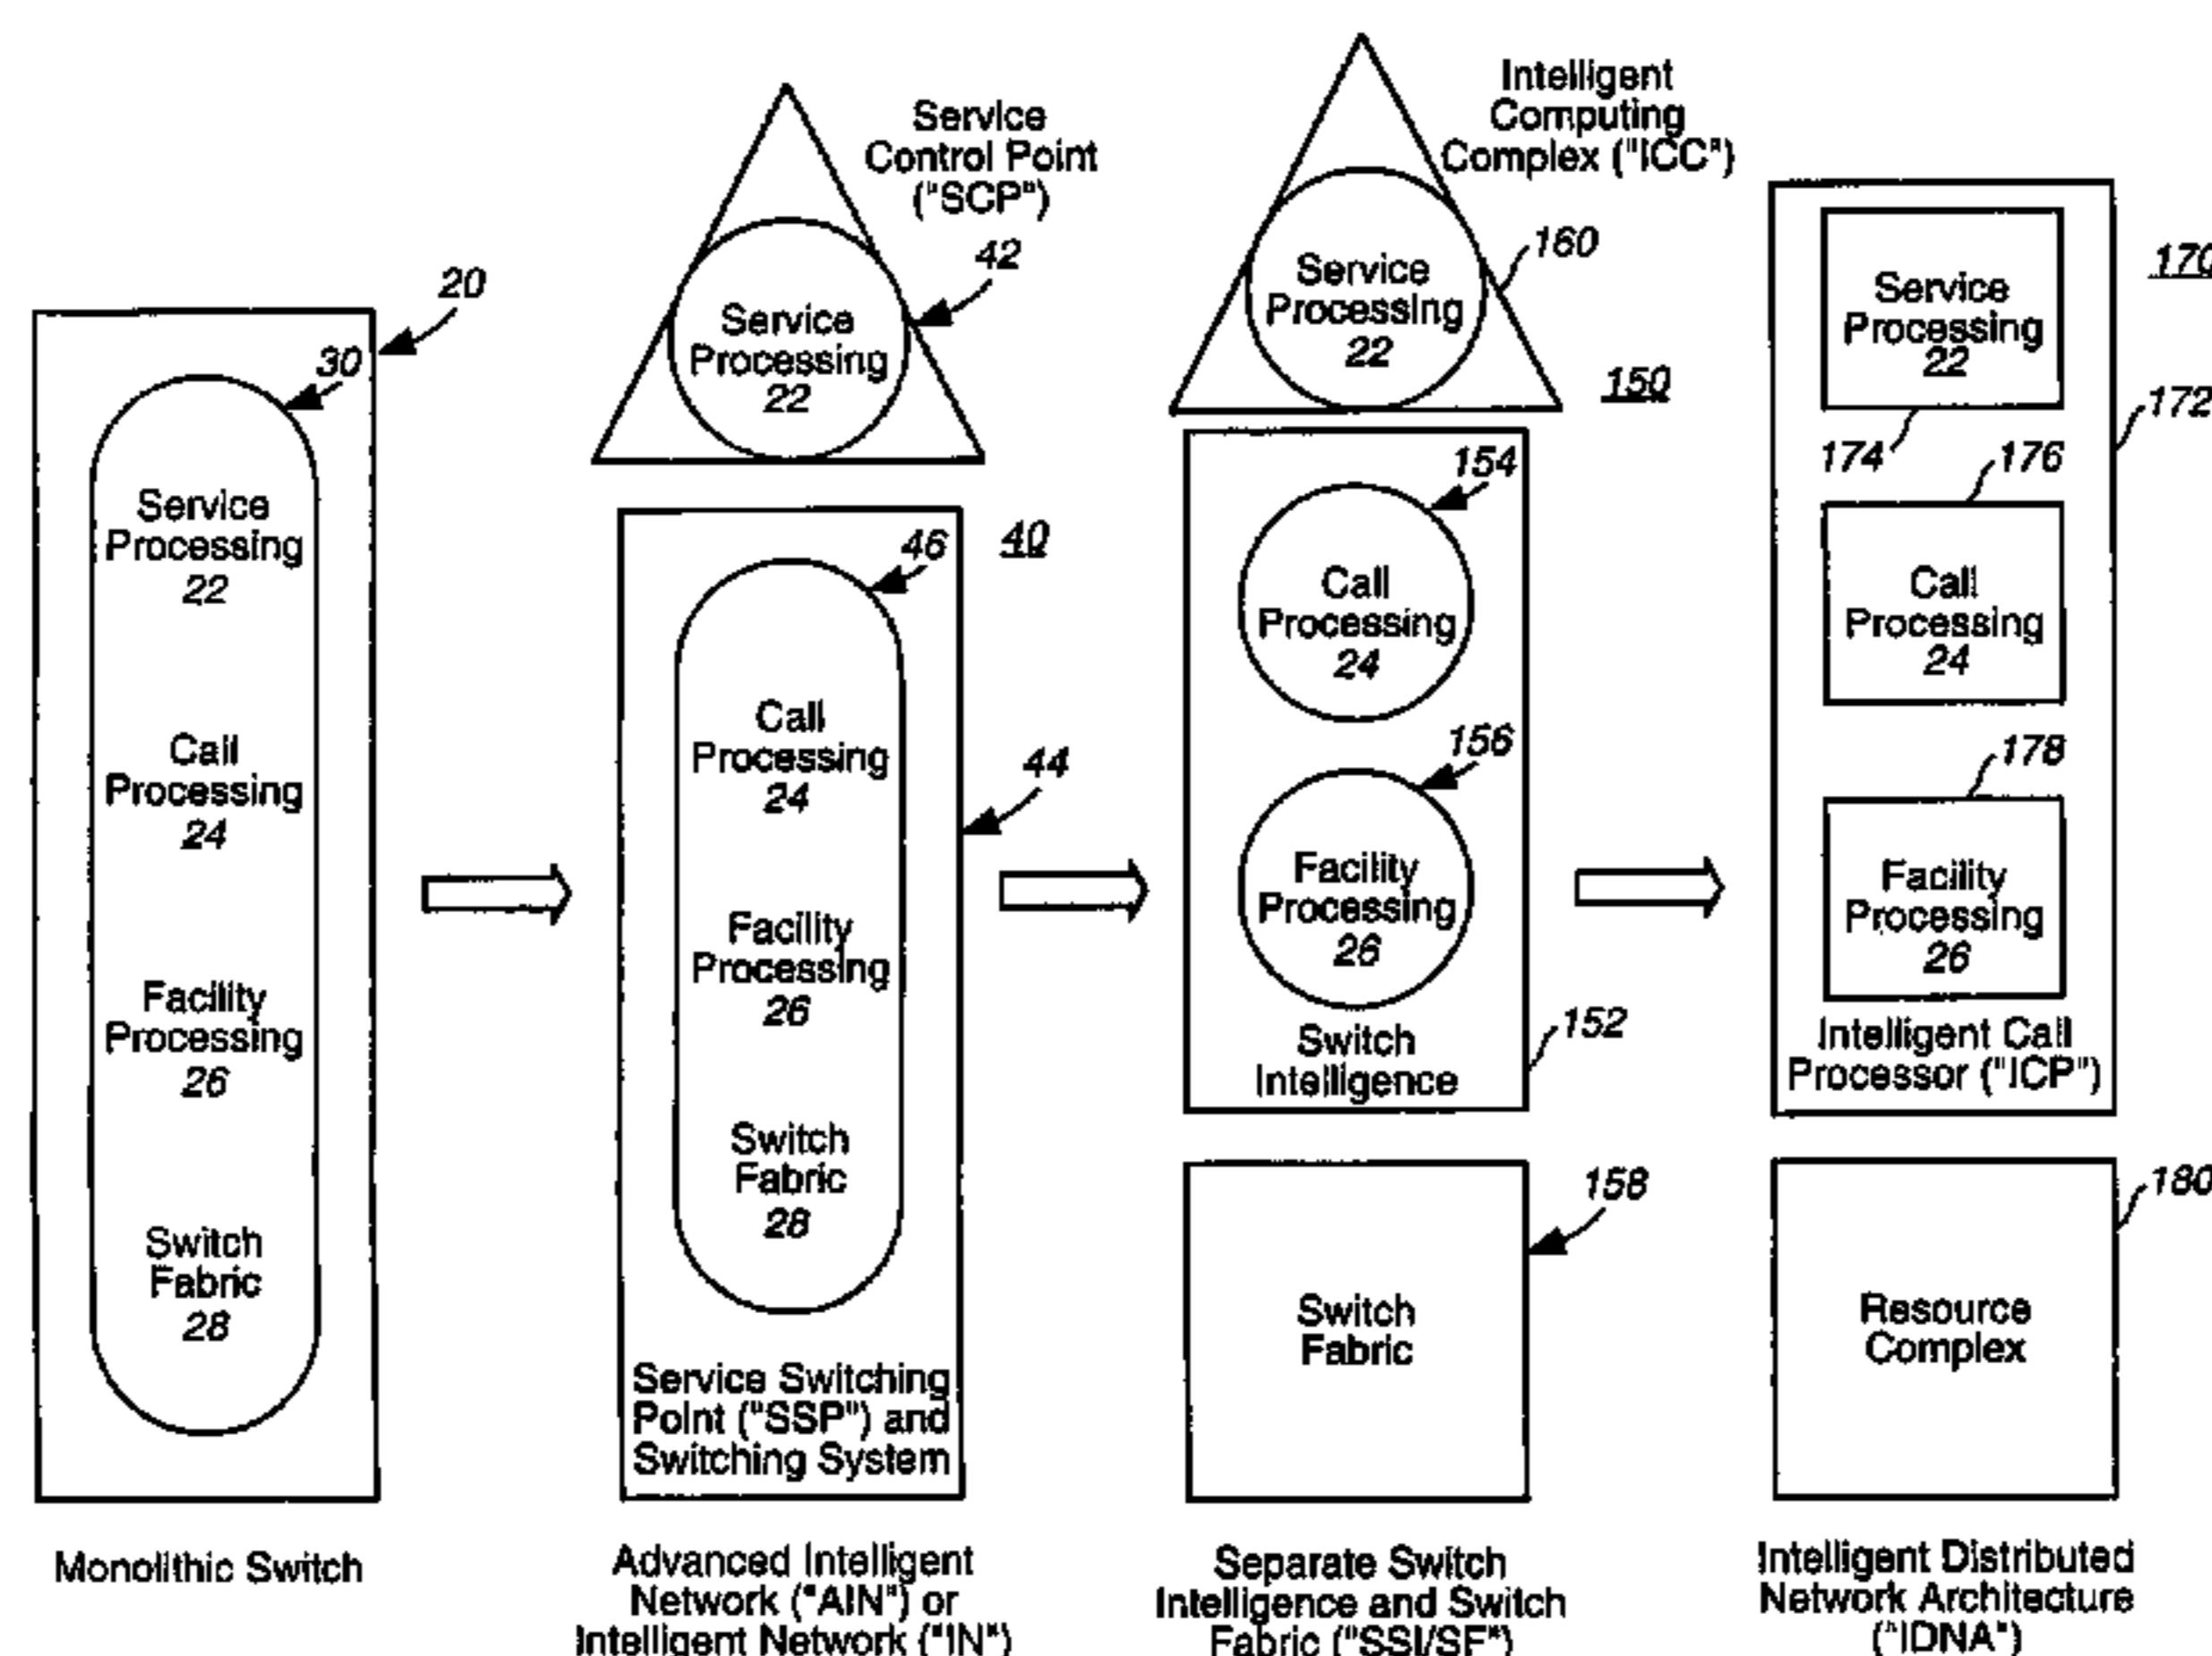 20
30
Service
Processing
22
Call
Processing
24
Facility
Processing
26
Switch
Fabric
28
Monolithic Switch
Service
Control Point
("SCP")
42
Service
Processing
22
40
46
Call
Processing
24
44
Facility
Processing
26
Switch
Fabric
28
Service Switching
Point ("SSP") and
Switching System
Advanced Intelligent
Network ("AIN") or
Intelligent Network ("IN")
Intelligent
Computing
Complex ("ICC")
160
Service
Processing
22
150
154
Call
Processing
24
156
Facility
Processing
26
Switch
Intelligence
152
158
Switch
Fabric
Separate Switch
Intelligence and Switch
Fabric ("SSI/SF")
170
Service
Processing
22
172
174
176
Call
Processing
24
178
Facility
Processing
26
Intelligent Call
Processor ("ICP")
180
Resource
Complex
Intelligent Distributed
Network Architecture
("IDNA")